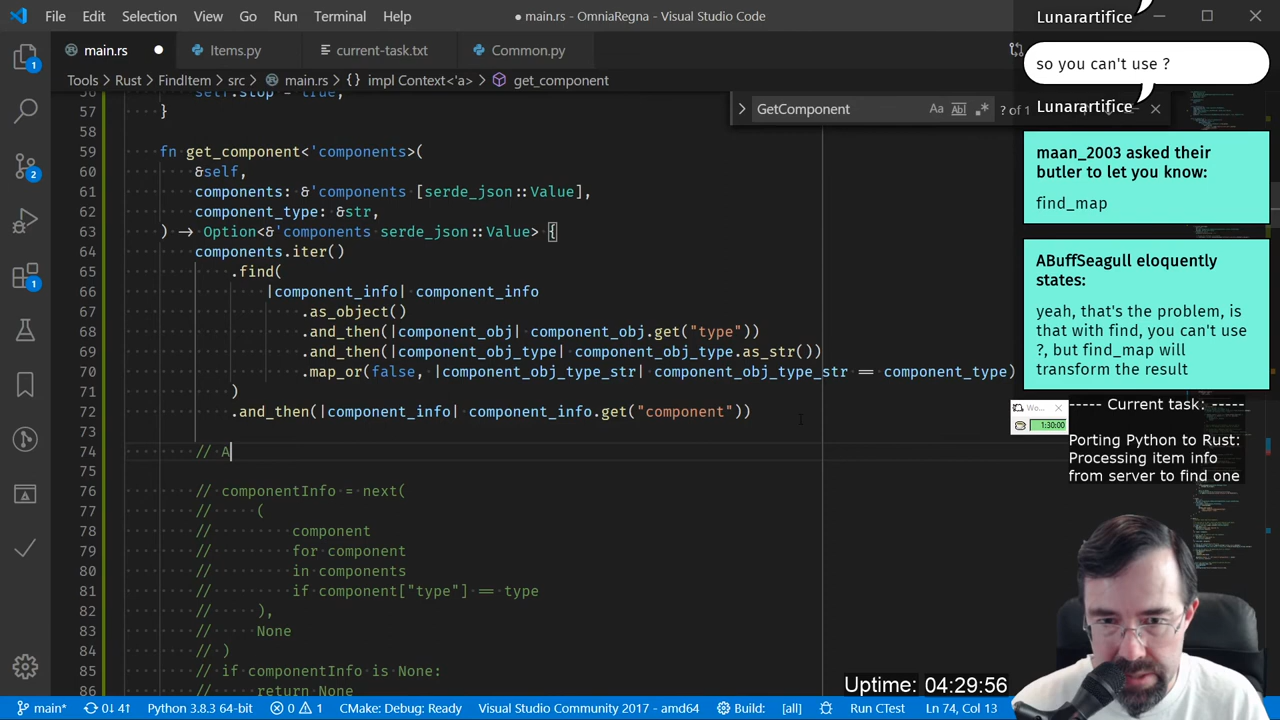 File Edit Selection View Go Run Terminal Help
● main.rs - OmniaRegna - Visual Studio Code
main.rs ● Items.py current-task.txt Common.py
Tools > Rust > FindItem > src > main.rs > {} impl Context<'a> > get_component
GetComponent Aa Abl .* ? of 1
57 }
58
59 fn get_component<'components>(
60 &self,
61 components: &'components [serde_json::Value],
62 component_type: &str,
63 ) -> Option<&'components serde_json::Value> {
64 components.iter()
65 .find(
66 |component_info| component_info
67 .as_object()
68 .and_then(|component_obj| component_obj.get("type"))
69 .and_then(|component_obj_type| component_obj_type.as_str())
70 .map_or(false, |component_obj_type_str| component_obj_type_str == component_type)
71 )
72 .and_then(|component_info| component_info.get("component"))
73
74 // A
75
76 // componentInfo = next(
77 // (
78 // component
79 // for component
80 // in components
81 // if component["type"] == type
82 // ),
83 // None
84 // )
85 // if componentInfo is None:
86 // return None
Lunarartifice
so you can't use ?
Lunarartifice
maan_2003 asked their
butler to let you know:
find_map
ABuffSeagull eloquently
states:
yeah, that's the problem, is
that with find, you can't use
?, but find_map will
transform the result
Wo...
1:30:00
----- Current task: -----
Porting Python to Rust:
Processing item info
from server to find one
Uptime: 04:29:56
main* 0↓ 4↑ Python 3.8.3 64-bit 0 1 CMake: Debug: Ready Visual Studio Community 2017 - amd64 Build: [all] Run CTest Ln 74, Col 13